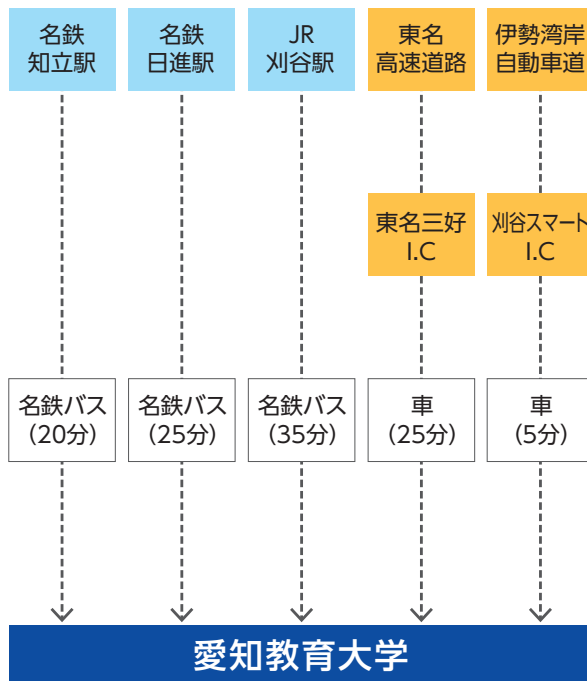 名鉄
知立駅
名鉄
日進駅
JR
刈谷駅
東名
高速道路
伊勢湾岸
自動車道
東名三好
I.C
刈谷スマート
I.C
名鉄バス
(20分)
名鉄バス
(25分)
名鉄バス
(35分)
車
(25分)
車
(5分)
愛知教育大学